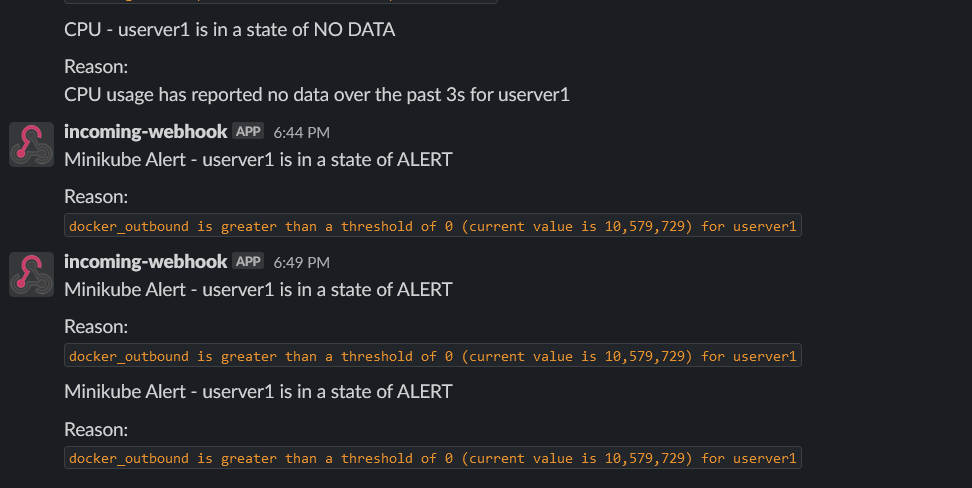 CPU - userver1 is in a state of NO DATA
Reason:
CPU usage has reported no data over the past 3s for userver1
incoming-webhook APP 6:44 PM
Minikube Alert - userver1 is in a state of ALERT
Reason:
docker_outbound is greater than a threshold of 0 (current value is 10,579,729) for userver1
incoming-webhook APP 6:49 PM
Minikube Alert - userver1 is in a state of ALERT
Reason:
docker_outbound is greater than a threshold of 0 (current value is 10,579,729) for userver1
Minikube Alert - userver1 is in a state of ALERT
Reason:
docker_outbound is greater than a threshold of 0 (current value is 10,579,729) for userver1